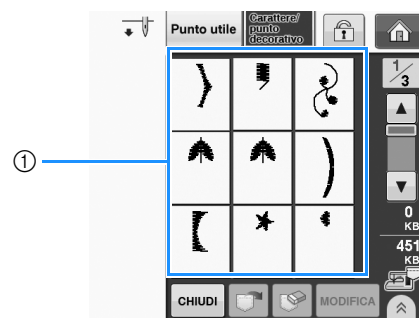 Punto utile
Carattere/
punto
decorativo
1/3
①
0
KB
451
KB
CHIUDI
MODIFICA